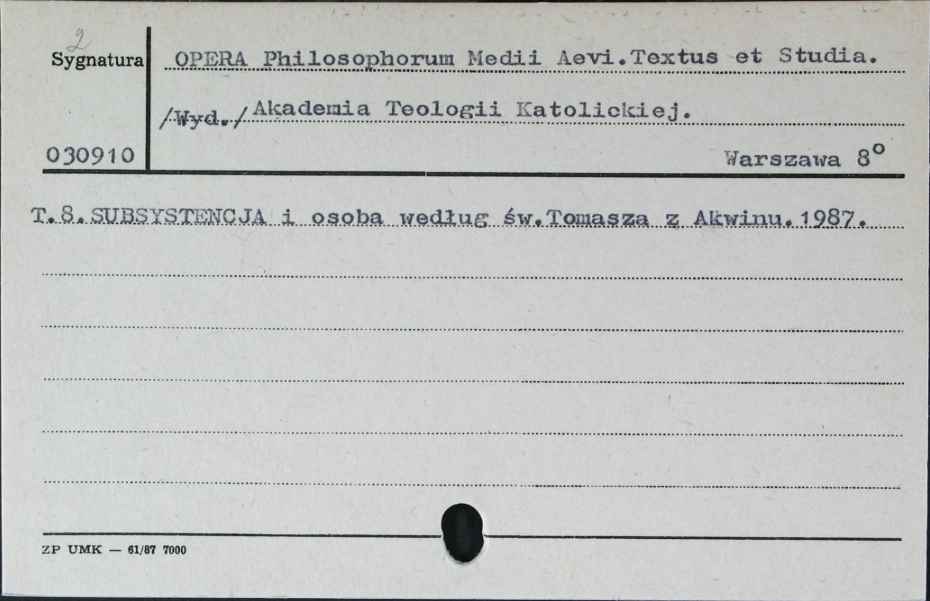 2
Sygnatura
OPERA Philosophorum Medii Aevi.Textus et Studia.
/Wyd./Akademia Teologii Katolickiej.
030910
Warszawa 8°
T.8.SUBSYSTENCJA i osoba według św.Tomasza z Akwinu.1987.
ZP UMK — 61/87 7000